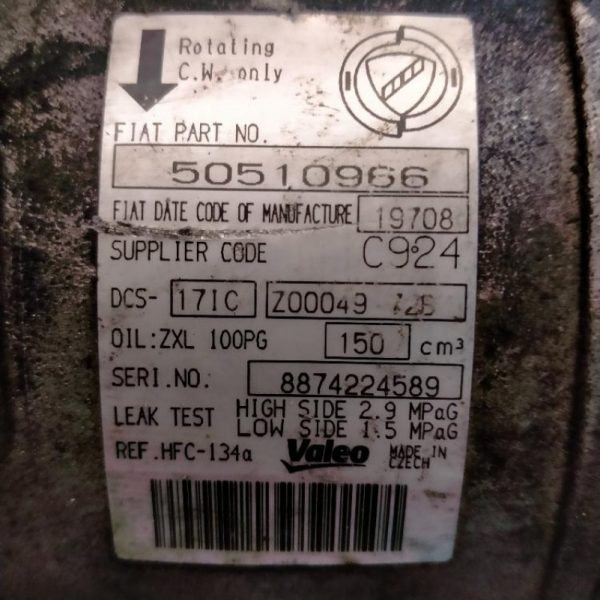 Rotating
C.W. only
FIAT PART NO.
50510966
FIAT DATE CODE OF MANUFACTURE 19708
SUPPLIER CODE C924
DCS- 17IC Z00049
OIL:ZXL 100PG 150 cm³
SERI.NO. 8874224589
LEAK TEST HIGH SIDE 2.9 MPaG
LOW SIDE 1.5 MPaG
REF.HFC-134a Valeo MADE IN
CZECH